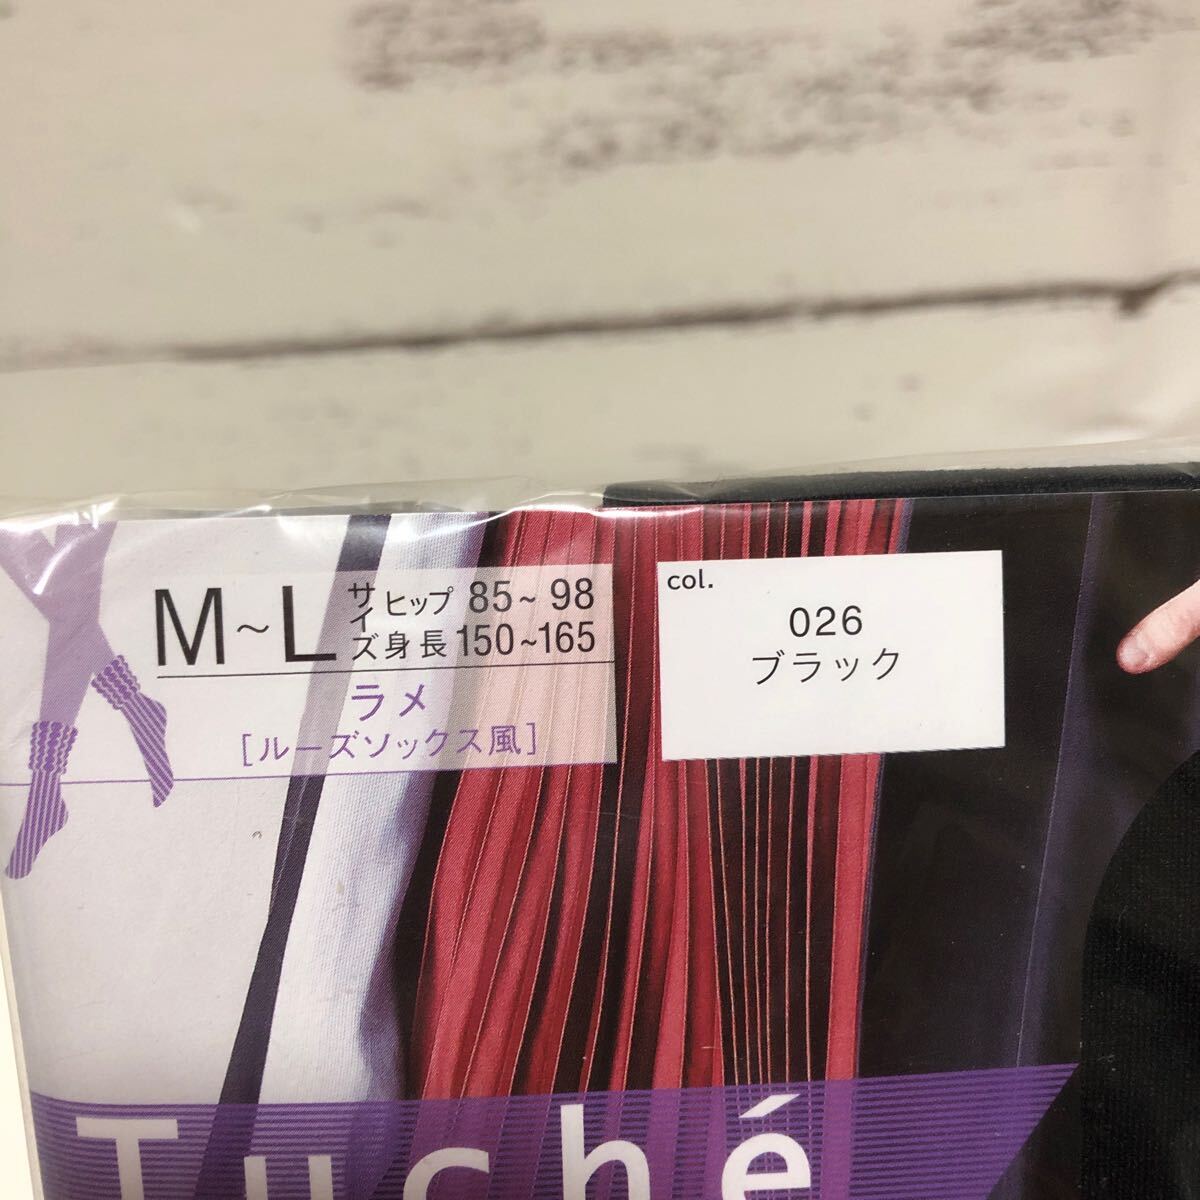 M~L サイズ ヒップ 85~98
身長 150~165
ラメ
[ルーズソックス風]
col.
026
ブラック
Tuché